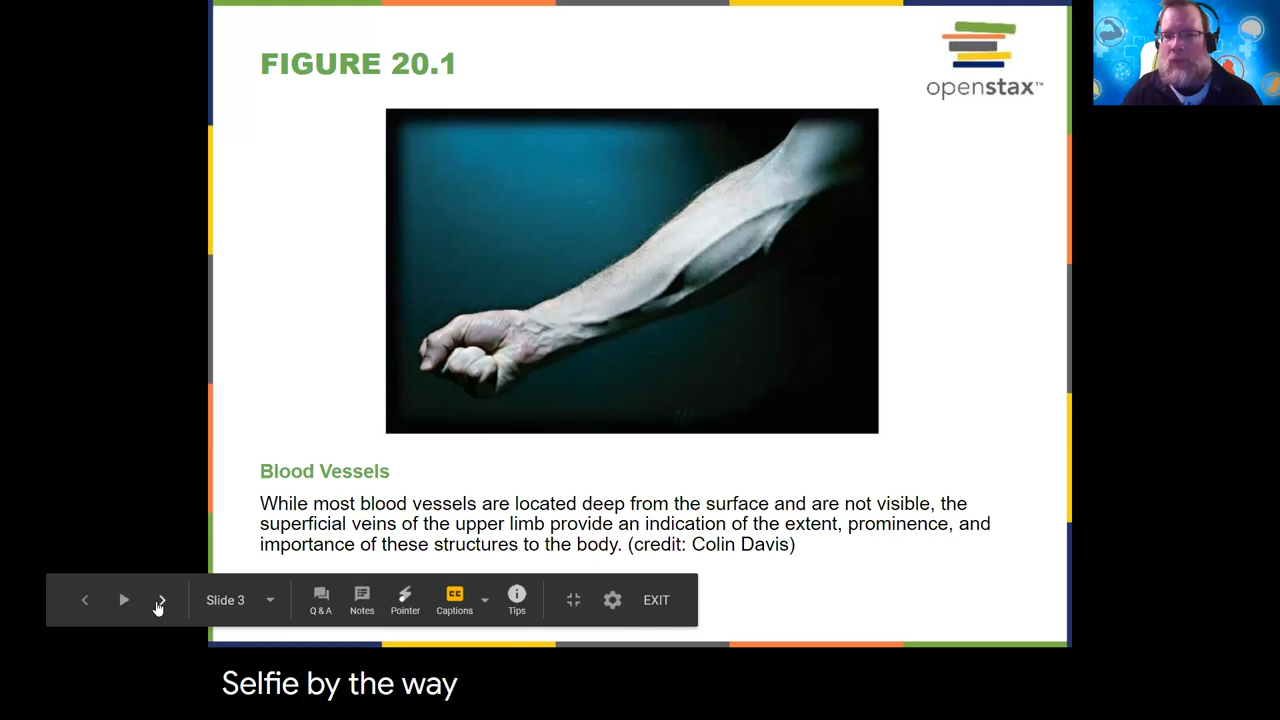 FIGURE 20.1
openstax™
Blood Vessels
While most blood vessels are located deep from the surface and are not visible, the
superficial veins of the upper limb provide an indication of the extent, prominence, and
importance of these structures to the body. (credit: Colin Davis)
Slide 3
Q & A
Notes
Pointer
CC
Captions
Tips
EXIT
Selfie by the way